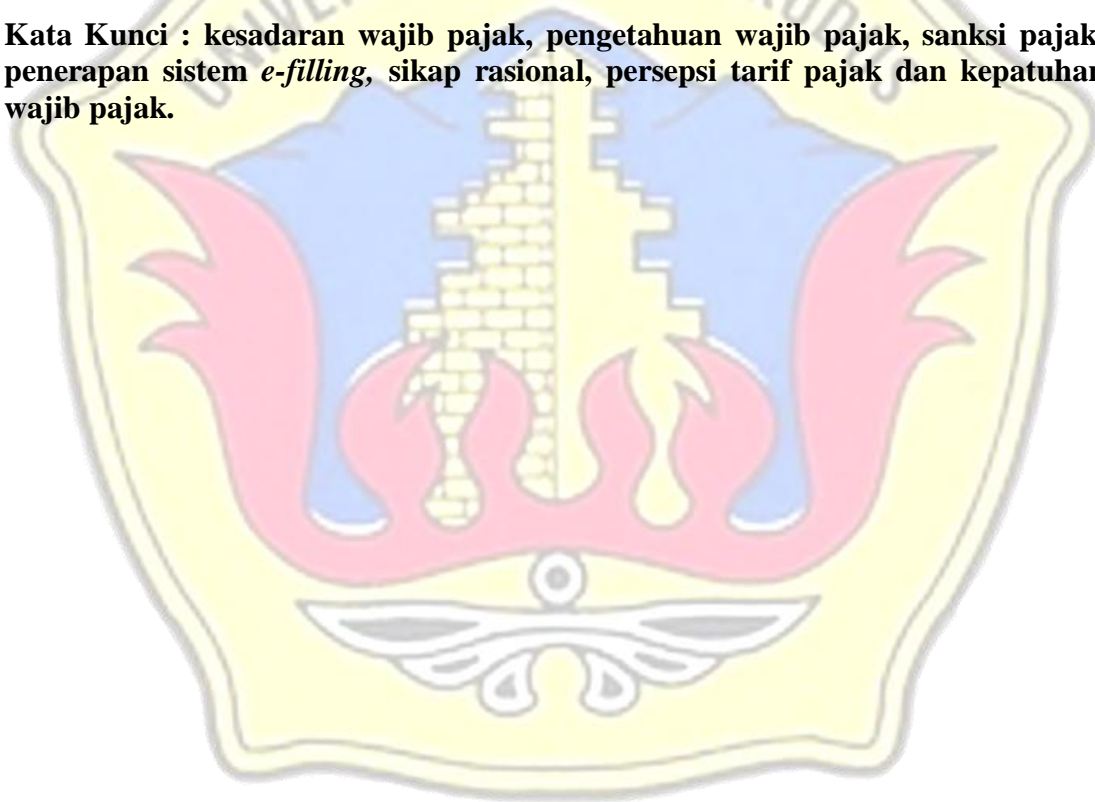 Kata Kunci : kesadaran wajib pajak, pengetahuan wajib pajak, sanksi pajak
penerapan sistem e-filling, sikap rasional, persepsi tarif pajak dan kepatuhan
wajib pajak.